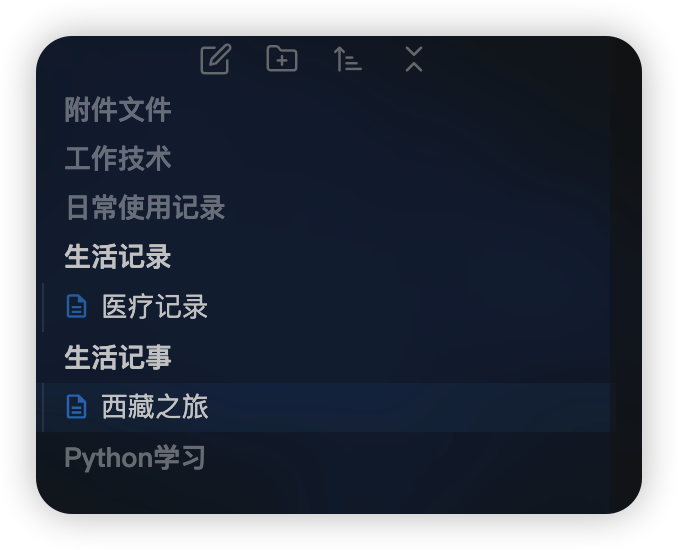 附件文件
工作技术
日常使用记录
生活记录
医疗记录
生活记事
西藏之旅
Python学习